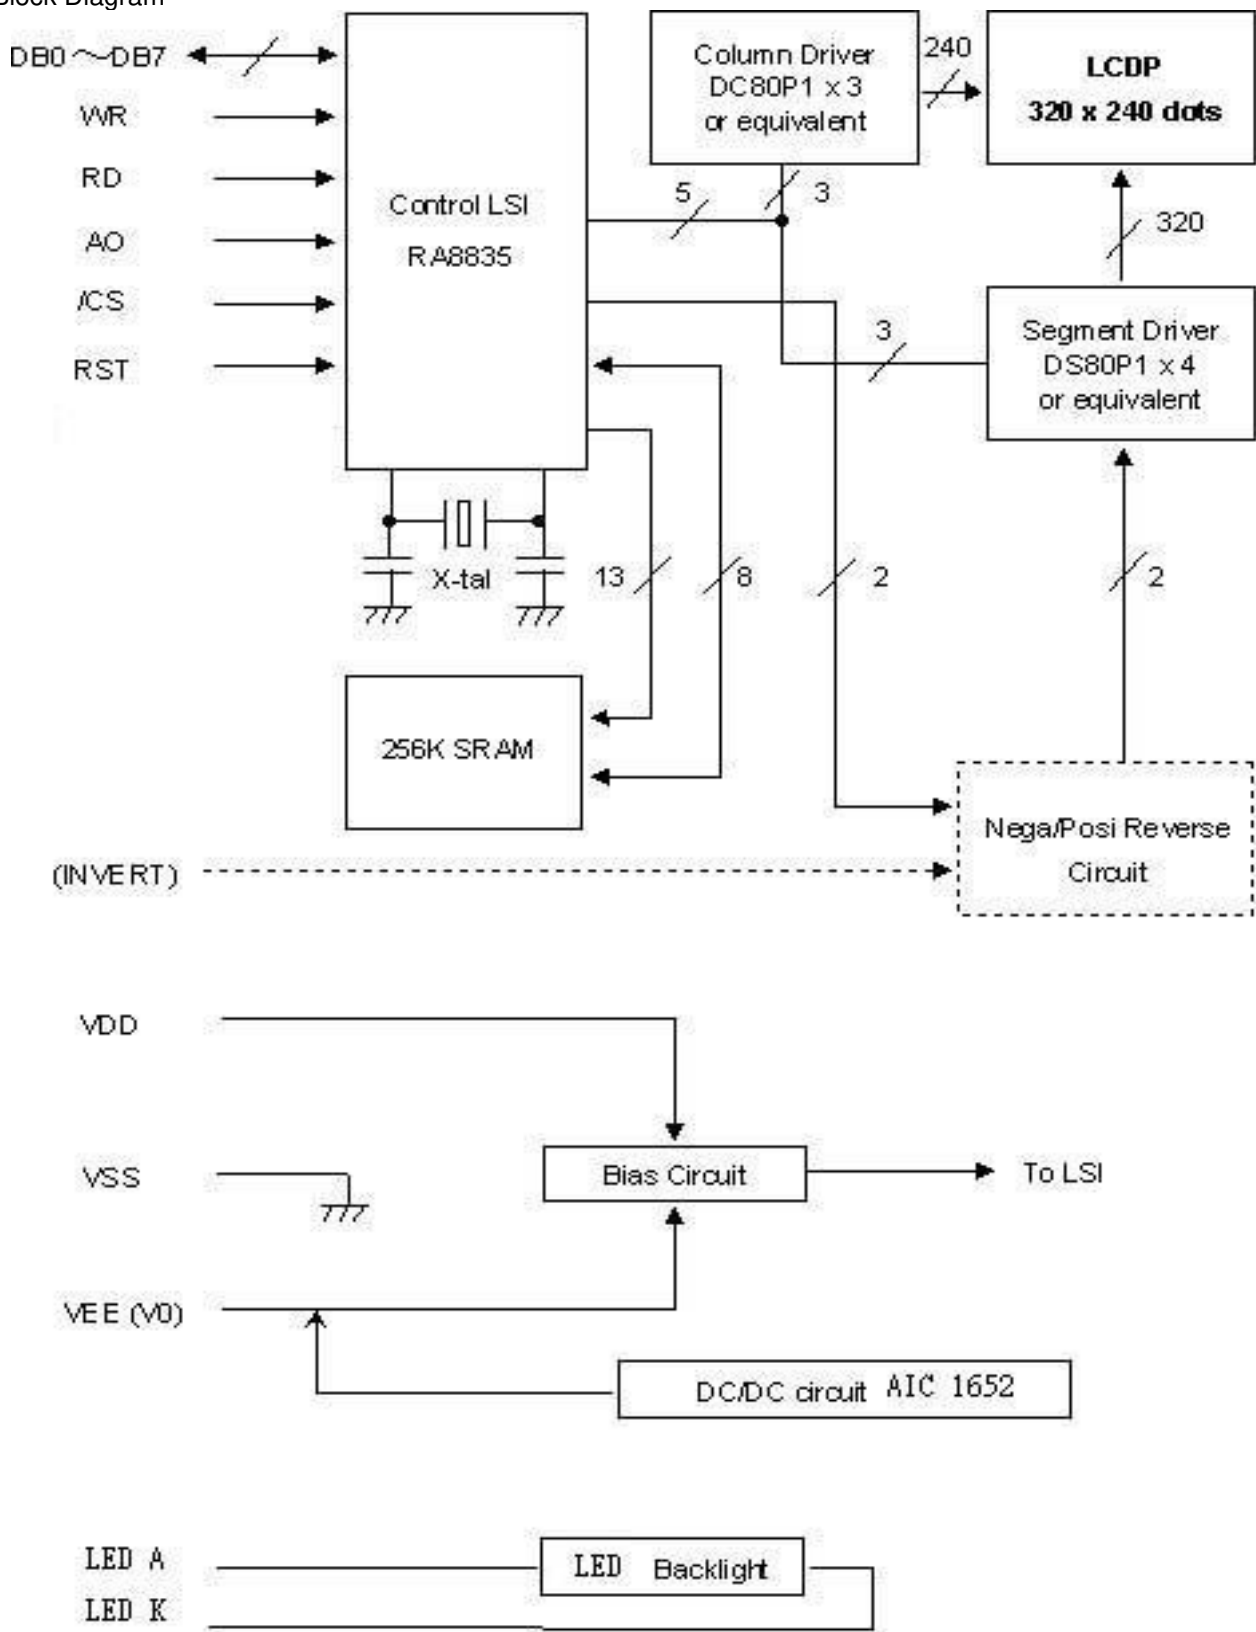 Block Diagram
DB0～DB7
WR
RD
AO
/CS
RST
Control LSI
RA8835
Column Driver
DC80P1 x 3
or equivalent
240
LCDP
320 x 240 dots
5
3
320
3
Segment Driver
DS80P1 x 4
or equivalent
X-tal
13
8
2
2
256K SRAM
Nega/Posi Reverse
Circuit
(INVERT)
VDD
VSS
Bias Circuit
To LSI
VEE (V0)
DC/DC circuit AIC 1652
LED A
LED Backlight
LED K